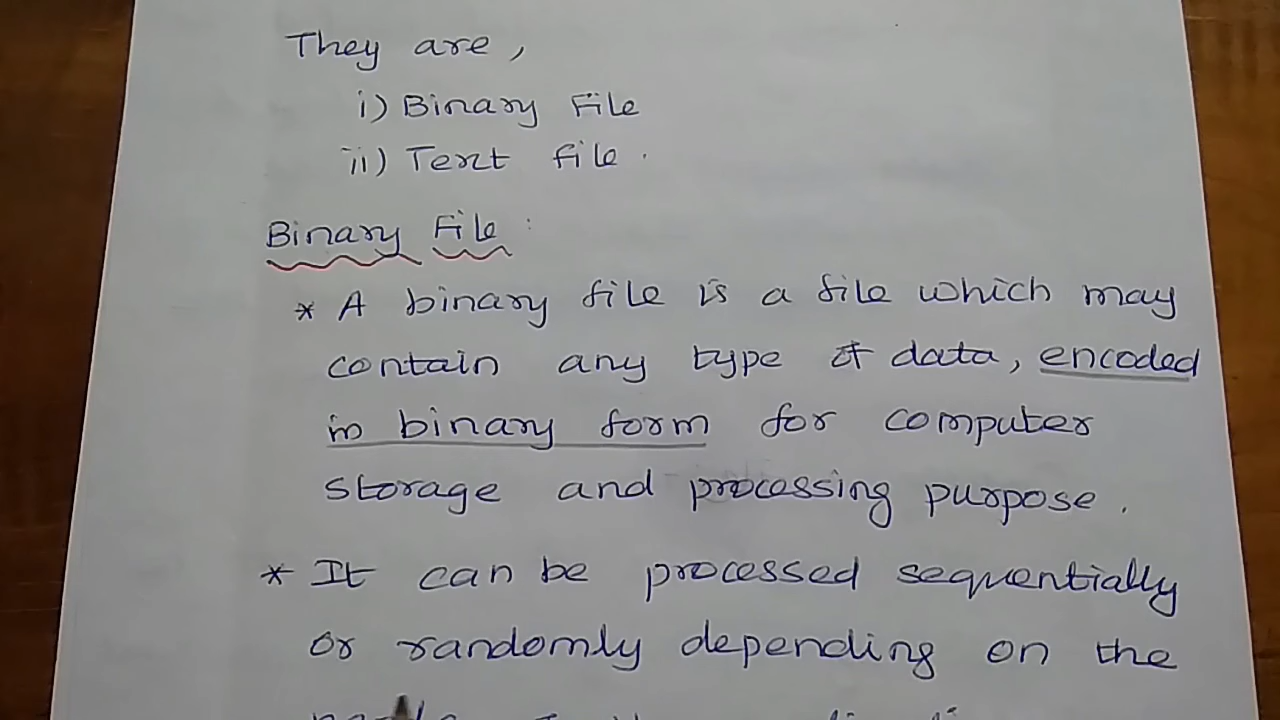 They are,
i) Binary File
ii) Text file.
Binary File:
* A binary file is a file which may
contain any type of data, encoded
in binary form for computer
storage and processing purpose.
* It can be processed sequentially
or randomly depending on the